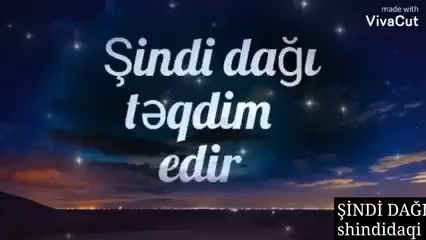 made with
VivaCut
Şindi dağı
təqdim
edir
ŞİNDİ DAĞI
shindidaqi